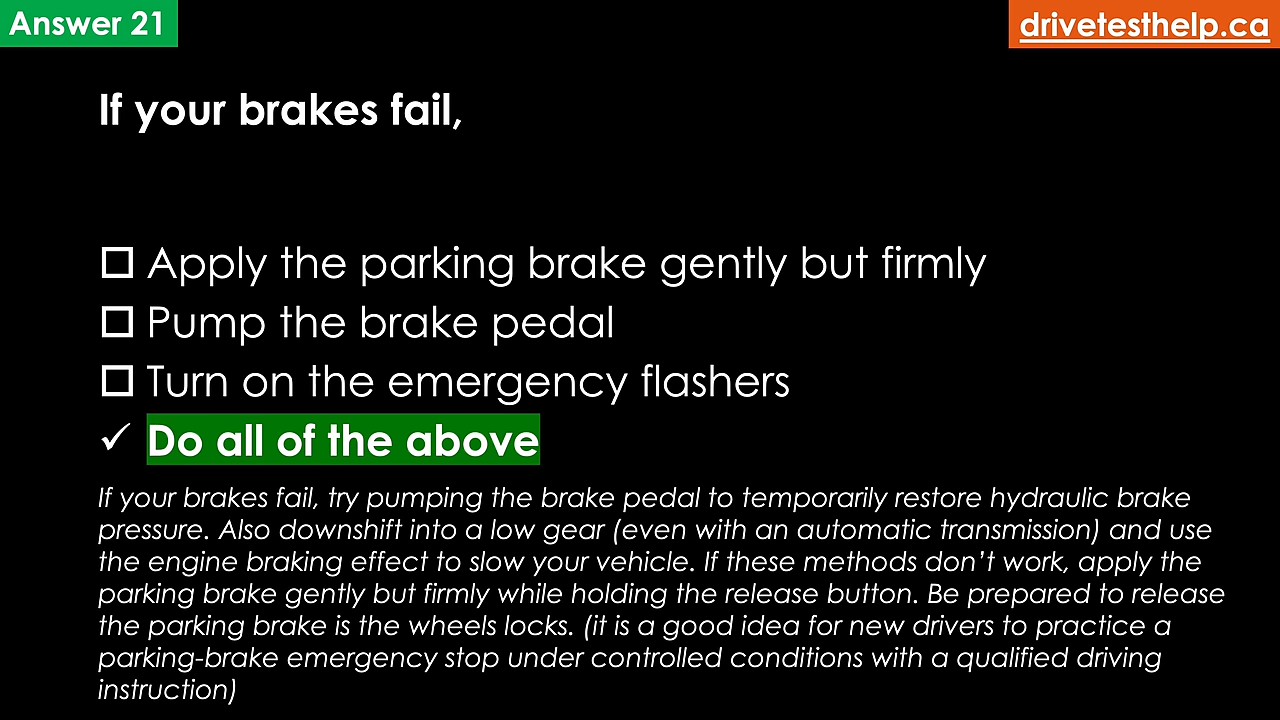 Answer 21
drivetesthelp.ca
If your brakes fail,
☐ Apply the parking brake gently but firmly
☐ Pump the brake pedal
☐ Turn on the emergency flashers
✓ Do all of the above
If your brakes fail, try pumping the brake pedal to temporarily restore hydraulic brake
pressure. Also downshift into a low gear (even with an automatic transmission) and use
the engine braking effect to slow your vehicle. If these methods don’t work, apply the
parking brake gently but firmly while holding the release button. Be prepared to release
the parking brake is the wheels locks. (it is a good idea for new drivers to practice a
parking-brake emergency stop under controlled conditions with a qualified driving
instruction)